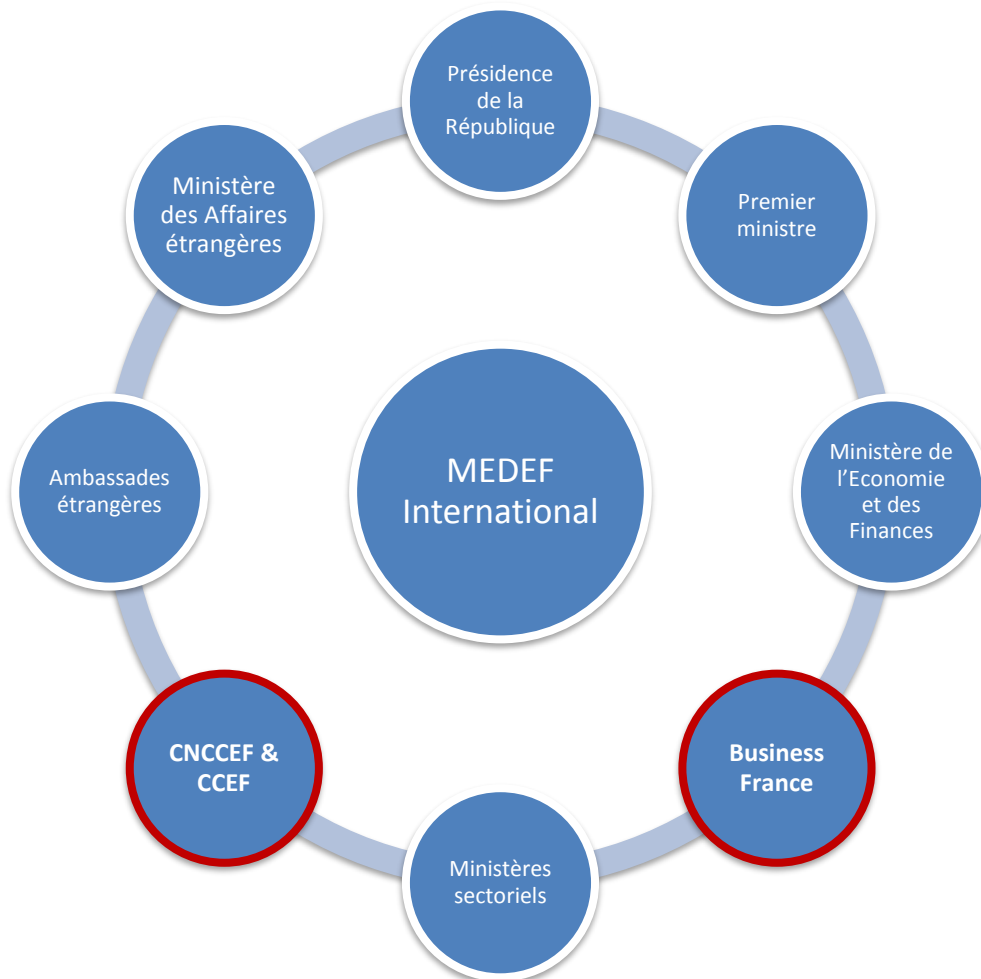 Présidence
de la
République
Ministère
des Affaires
étrangères
Premier
ministre
MEDEF
International
Ambassades
étrangères
Ministère de
l’Economie
et des
Finances
CNCCEF &
CCEF
Business
France
Ministères
sectoriels